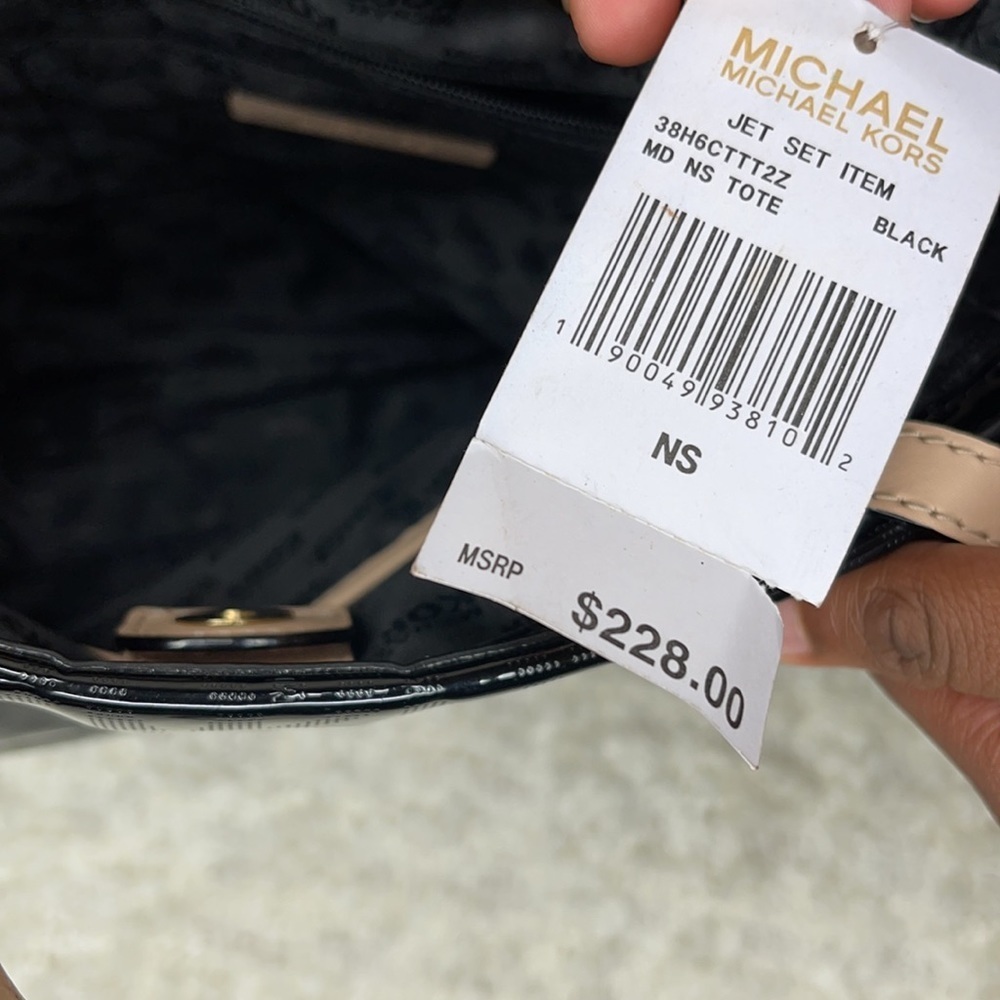 MICHAEL
MICHAEL KORS
JET SET ITEM
38H6CTTT2Z
MD NS TOTE
BLACK
1 90049 93810 2
NS
MSRP
$228.00